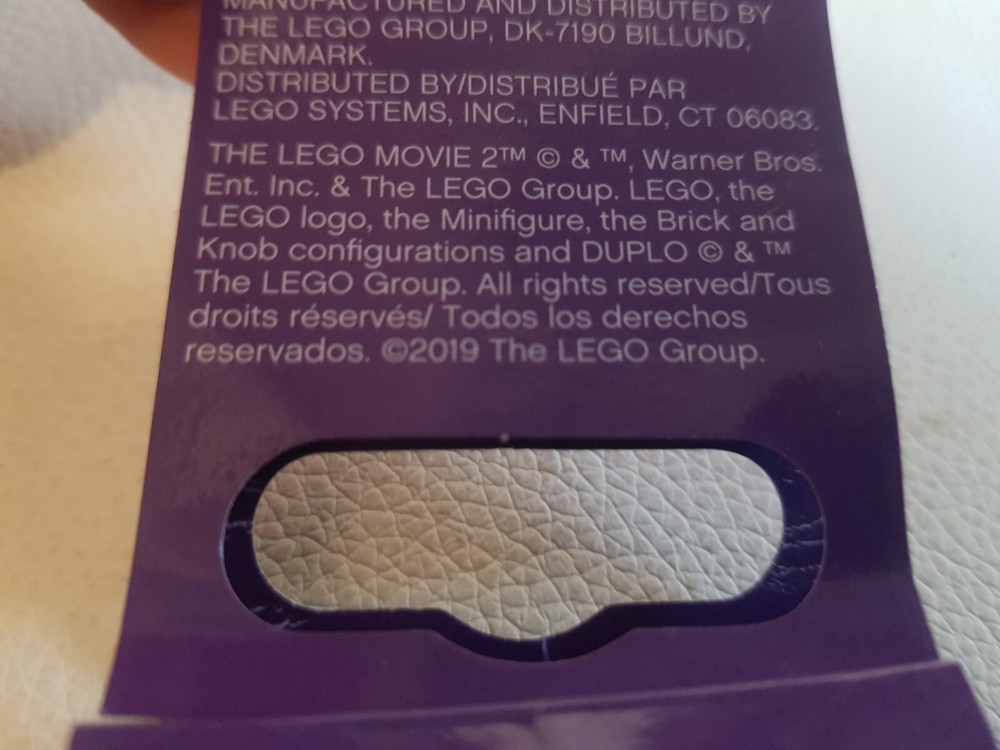 MANUFACTURED AND DISTRIBUTED BY
THE LEGO GROUP, DK-7190 BILLUND,
DENMARK.
DISTRIBUTED BY/DISTRIBUÉ PAR
LEGO SYSTEMS, INC., ENFIELD, CT 06083.
THE LEGO MOVIE 2™ © & ™, Warner Bros.
Ent. Inc. & The LEGO Group. LEGO, the
LEGO logo, the Minifigure, the Brick and
Knob configurations and DUPLO © & ™
The LEGO Group. All rights reserved/Tous
droits réservés/ Todos los derechos
reservados. ©2019 The LEGO Group.